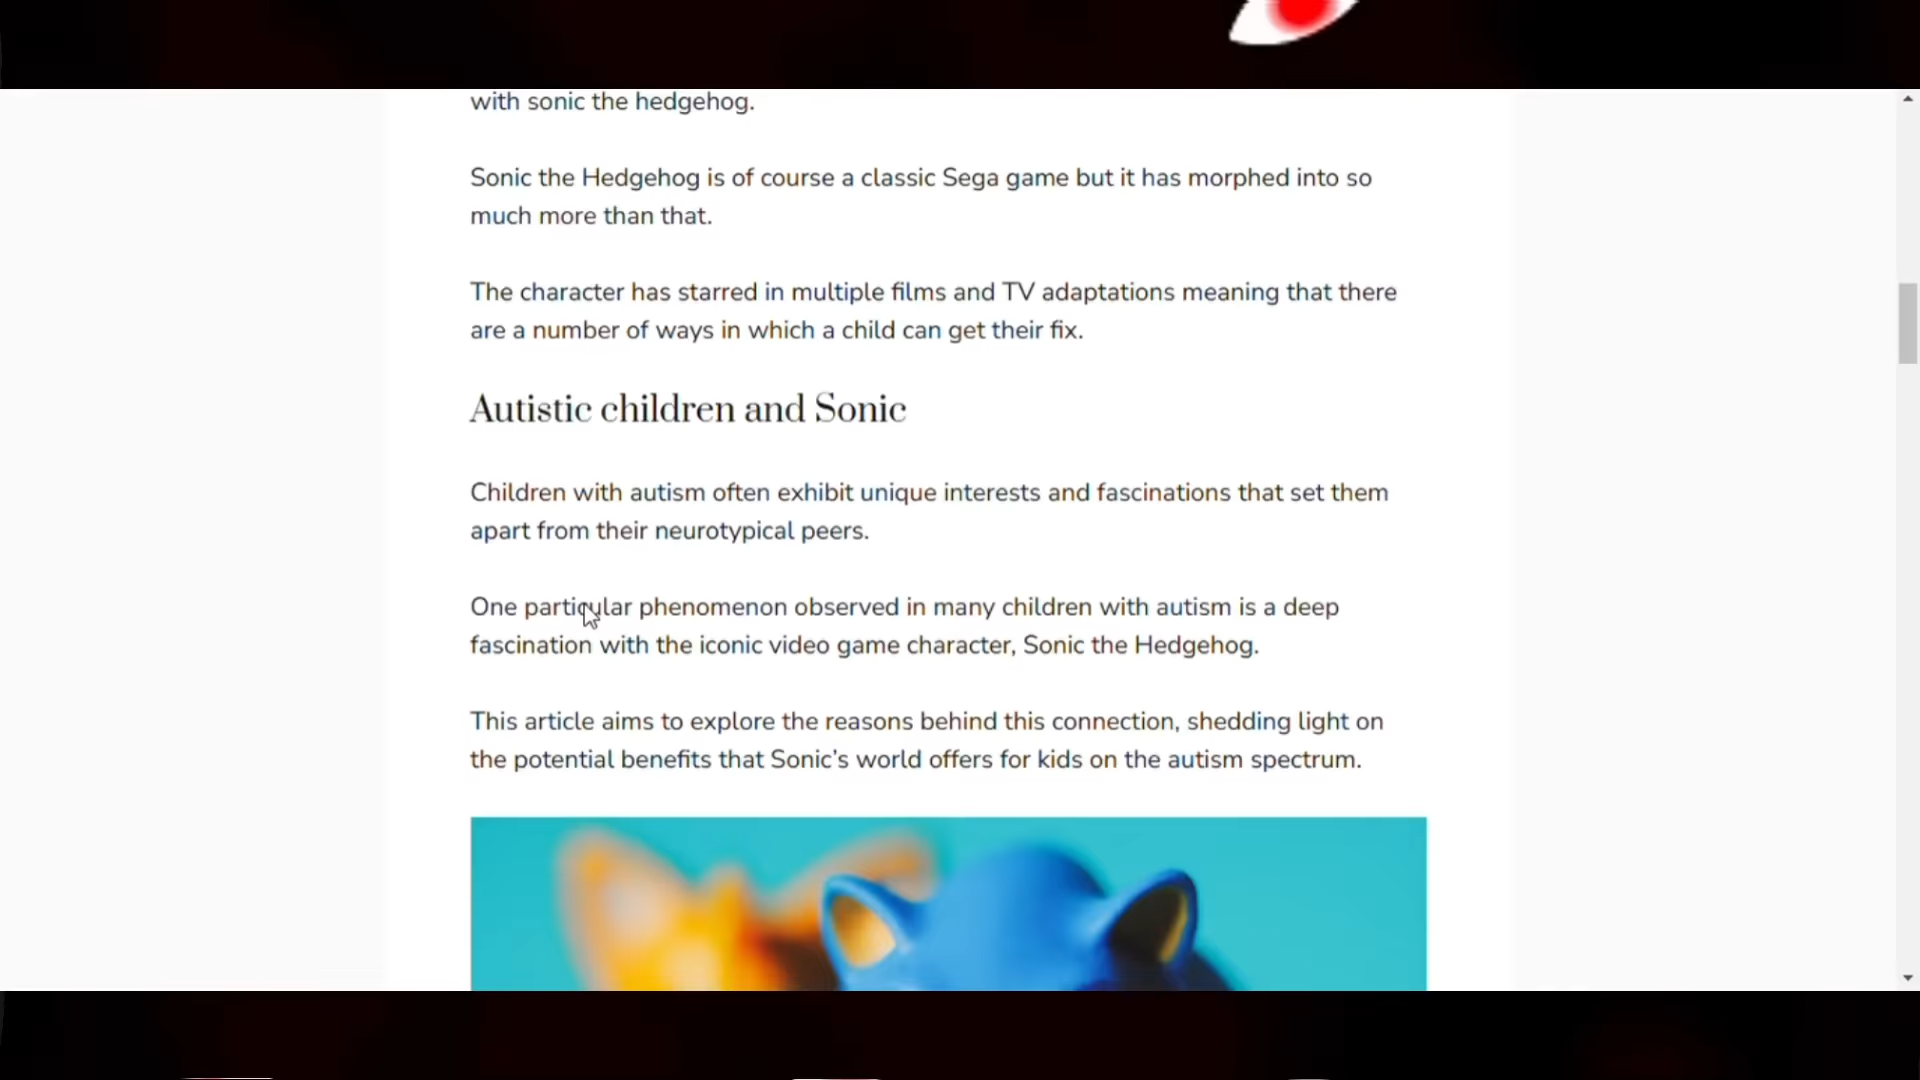 with sonic the hedgehog.
Sonic the Hedgehog is of course a classic Sega game but it has morphed into so
much more than that.
The character has starred in multiple films and TV adaptations meaning that there
are a number of ways in which a child can get their fix.
Autistic children and Sonic
Children with autism often exhibit unique interests and fascinations that set them
apart from their neurotypical peers.
One particular phenomenon observed in many children with autism is a deep
fascination with the iconic video game character, Sonic the Hedgehog.
This article aims to explore the reasons behind this connection, shedding light on
the potential benefits that Sonic’s world offers for kids on the autism spectrum.